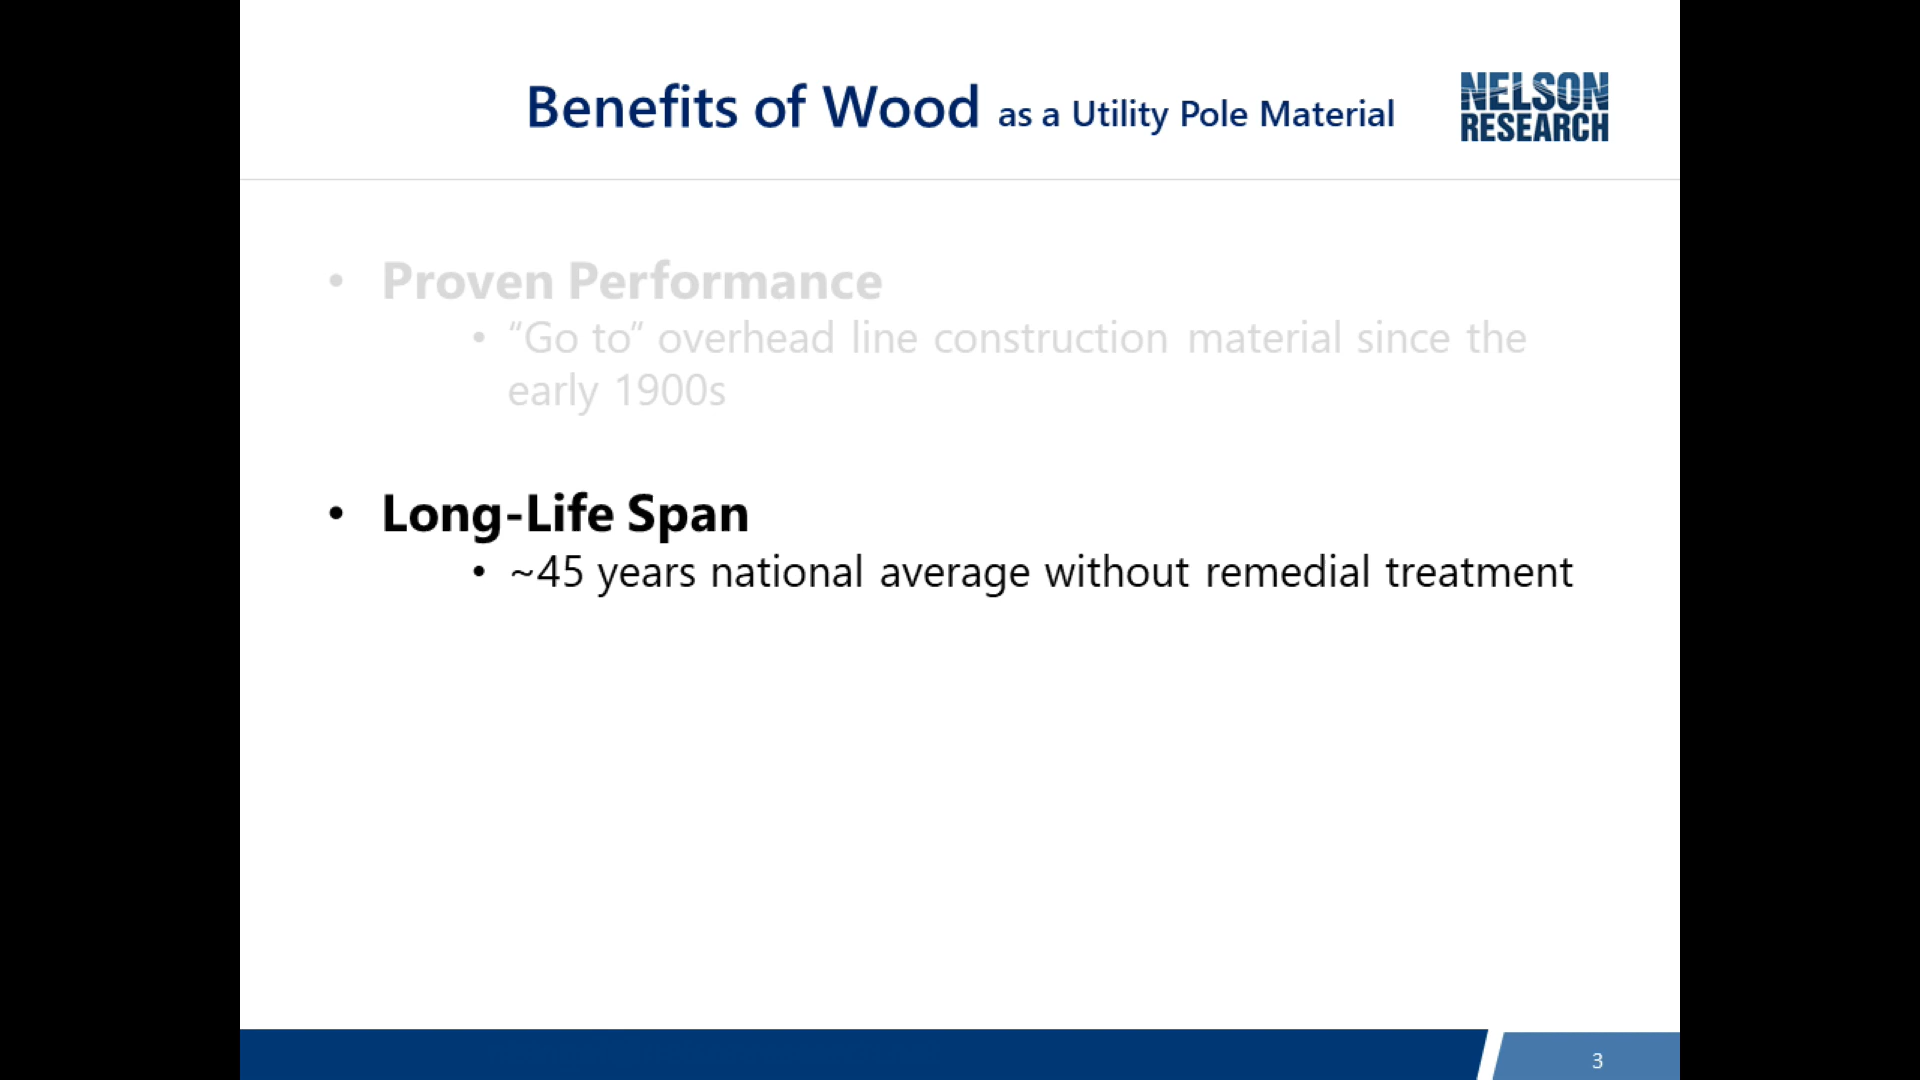 Benefits of Wood as a Utility Pole Material
NELSON
RESEARCH
• Proven Performance
• “Go to” overhead line construction material since the
early 1900s
• Long-Life Span
• ~45 years national average without remedial treatment
3